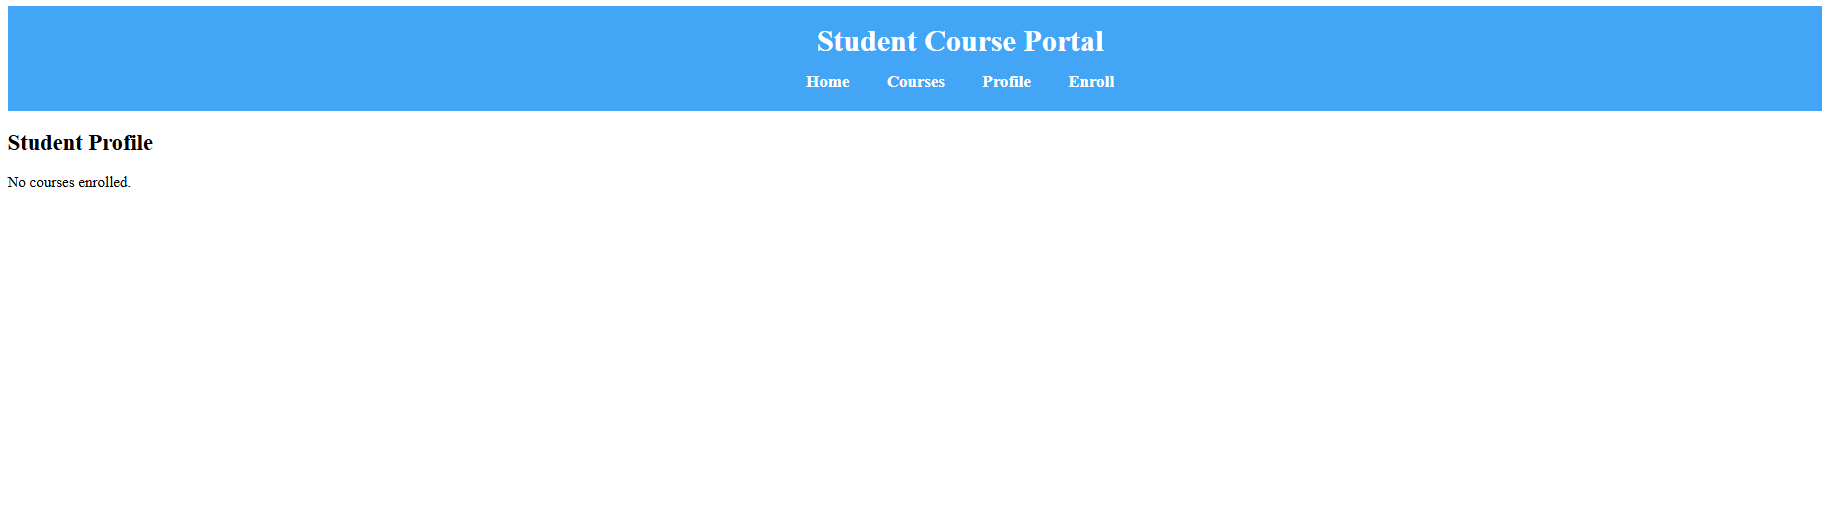 Student Course Portal
Home Courses Profile Enroll
Student Profile
No courses enrolled.